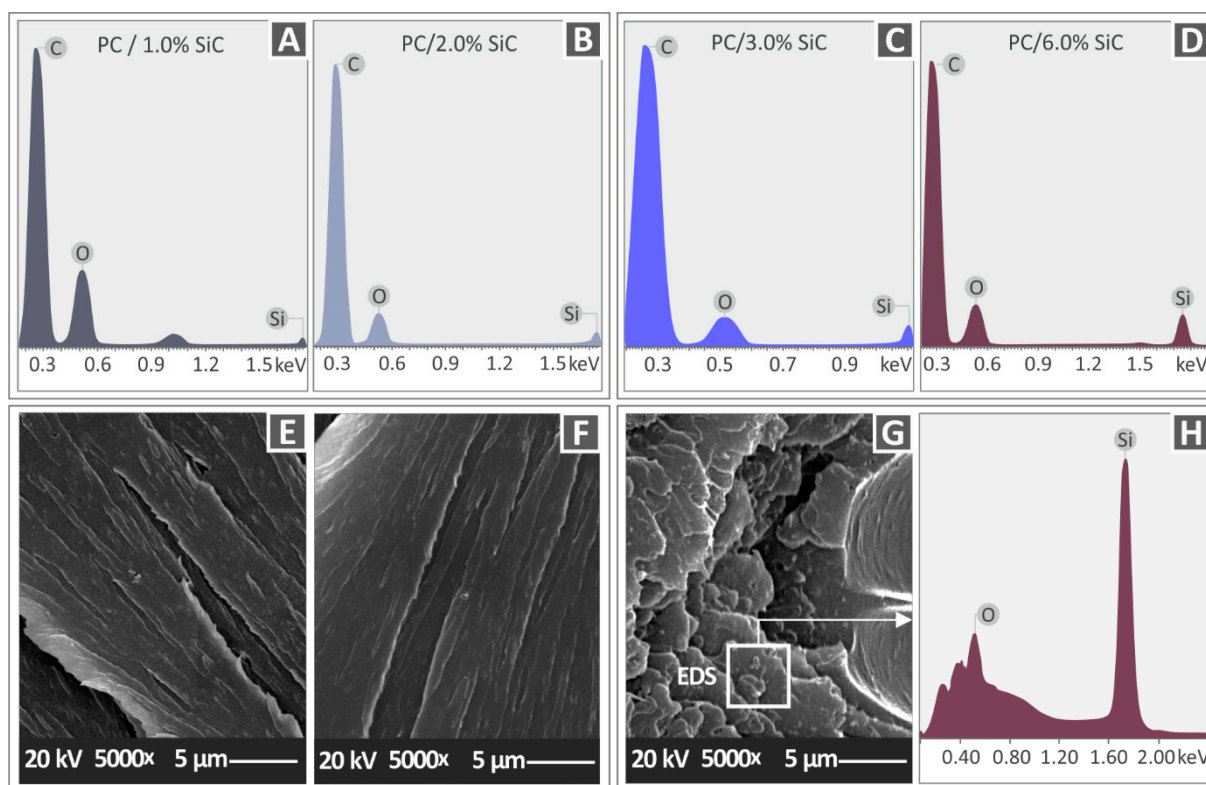 PC / 1.0% SiC
A
C
O
Si
0.3 0.6 0.9 1.2 1.5 keV
PC/2.0% SiC
B
C
O
Si
0.3 0.6 0.9 1.2 1.5 keV
PC/3.0% SiC
C
C
O
Si
0.3 0.5 0.7 0.9 keV
PC/6.0% SiC
D
C
O
Si
0.3 0.6 0.9 1.2 1.5 keV
E
20 kV 5000x 5 µm
F
20 kV 5000x 5 µm
G
EDS
20 kV 5000x 5 µm
H
Si
O
0.40 0.80 1.20 1.60 2.00 keV